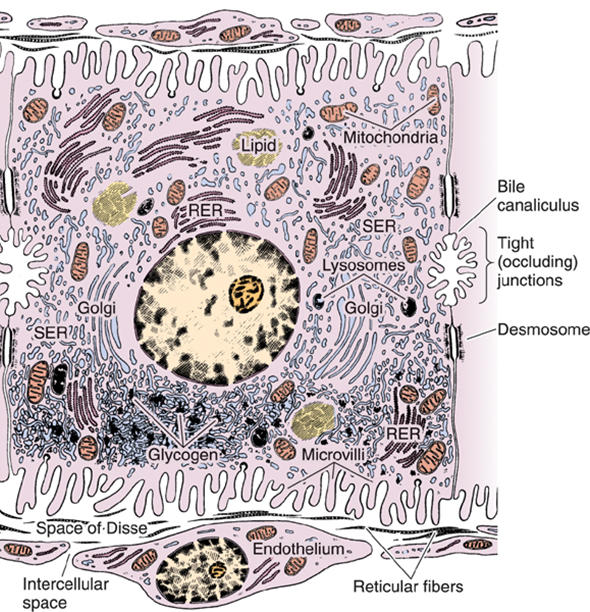 Mitochondria
Lipid
Bile
canaliculus
RER
SER
Tight
(occluding)
junctions
Lysosomes
Golgi
Golgi
SER
Desmosome
RER
Glycogen
Microvilli
Space of Disse
Endothelium
Intercellular
space
Reticular fibers